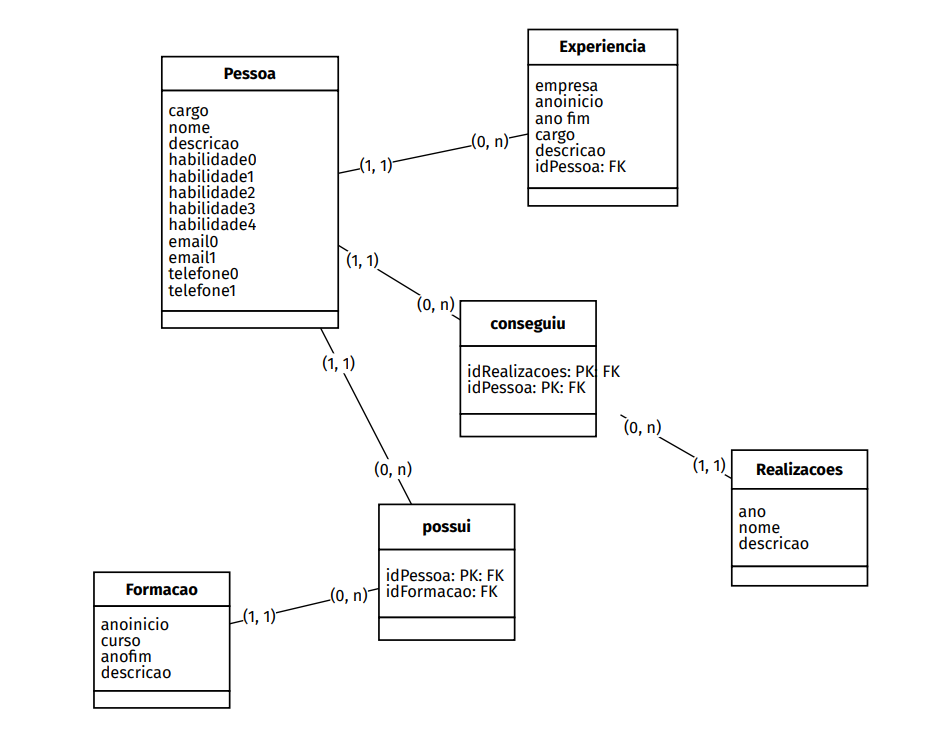 Experiencia
empresa
anoinicio
ano fim
cargo
descricao
idPessoa: FK
Pessoa
cargo
nome
descricao
habilidade0
habilidade1
habilidade2
habilidade3
habilidade4
email0
email1
telefone0
telefone1
(0, n)
(1, 1)
(1, 1)
(0, n)
conseguiu
idRealizacoes: PK: FK
idPessoa: PK: FK
(1, 1)
(0, n)
(0, n)
(1, 1)
Realizacoes
ano
nome
descricao
possui
idPessoa: PK: FK
idFormacao: FK
Formacao
anoinicio
curso
anofim
descricao
(1, 1)
(0, n)